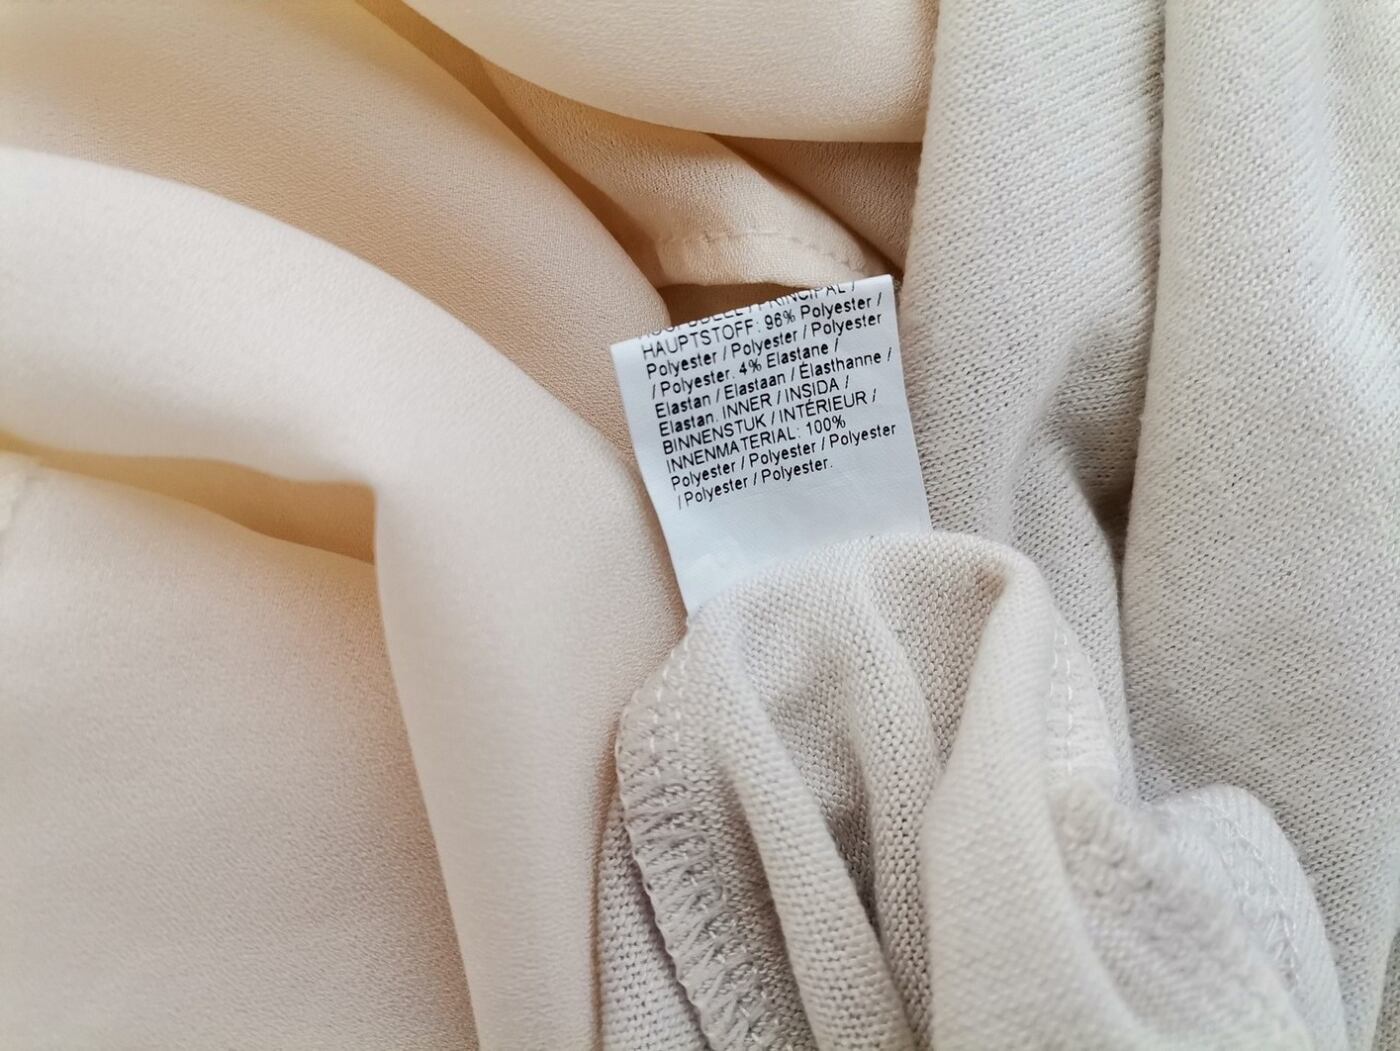 PRINCIPAL /
HAUPTSTOFF: 96% Polyester /
Polyester / Polyester / Polyester
/ Polyester. 4% Elastane /
Elastan / Elastaan / Élasthanne /
Elastan. INNER / INSIDA /
BINNENSTUK / INTÉRIEUR /
INNENMATERIAL: 100%
Polyester / Polyester / Polyester
/ Polyester / Polyester.